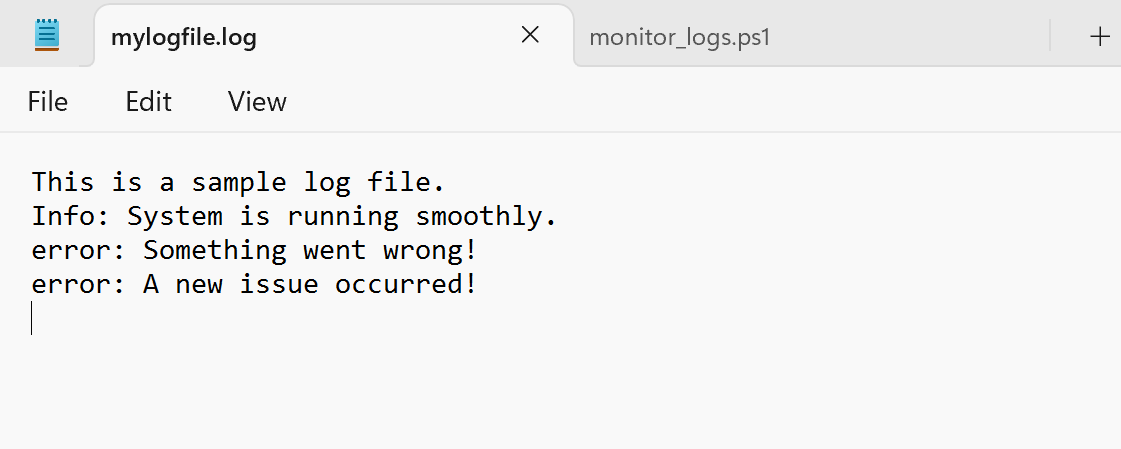 mylogfile.log
monitor_logs.ps1
File Edit View
This is a sample log file.
Info: System is running smoothly.
error: Something went wrong!
error: A new issue occurred!